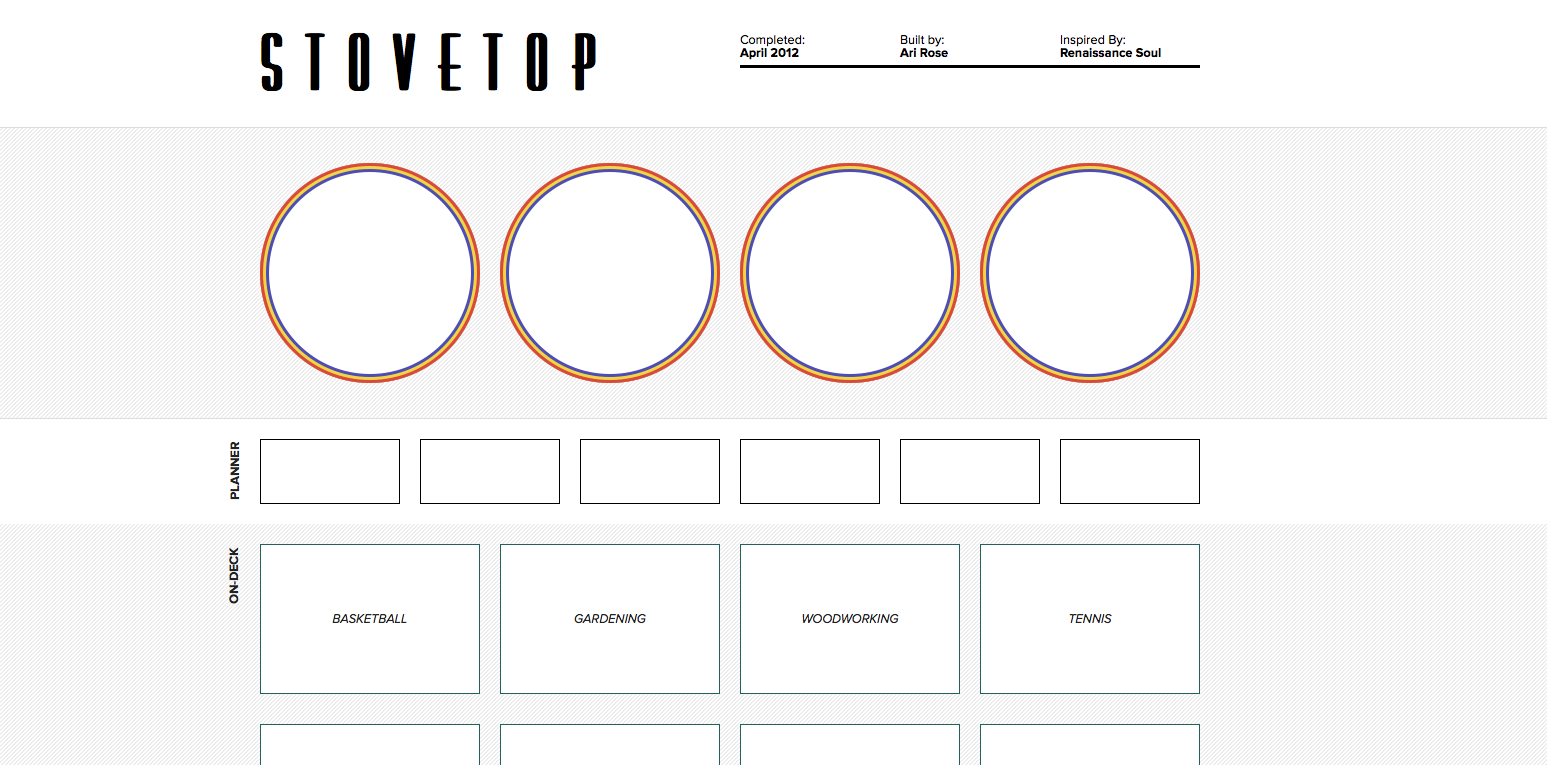 STOVETOP
Completed:
April 2012
Built by:
Ari Rose
Inspired By:
Renaissance Soul
PLANNER
ON-DECK
BASKETBALL
GARDENING
WOODWORKING
TENNIS